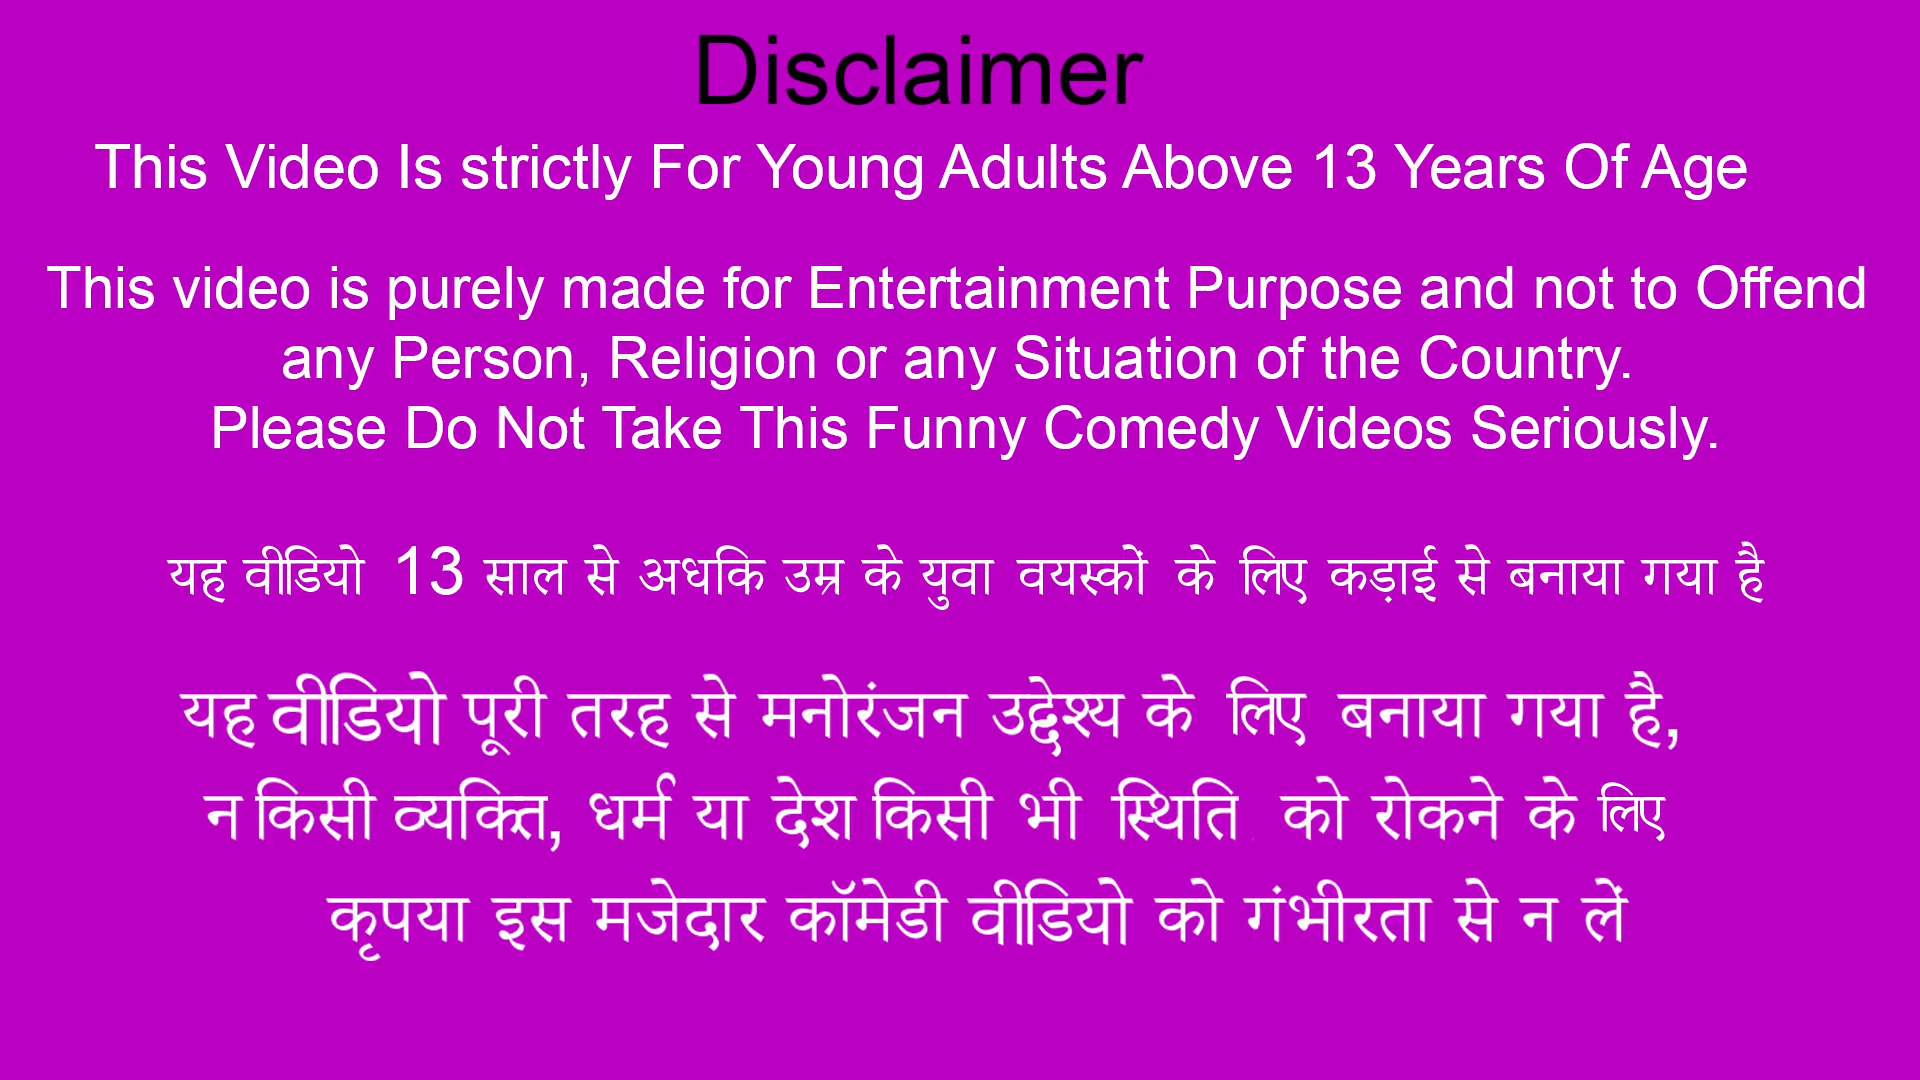 Disclaimer
This Video Is strictly For Young Adults Above 13 Years Of Age
This video is purely made for Entertainment Purpose and not to Offend
any Person, Religion or any Situation of the Country.
Please Do Not Take This Funny Comedy Videos Seriously.
यह वीडियो 13 साल से अधकि उम्र के युवा वयस्कों के लिए कड़ाई से बनाया गया है
यह वीडियो पूरी तरह से मनोरंजन उद्देश्य के लिए बनाया गया है,
न किसी व्यक्ति, धर्म या देश किसी भी स्थिति को रोकने के लिए
कृपया इस मजेदार कॉमेडी वीडियो को गंभीरता से न लें